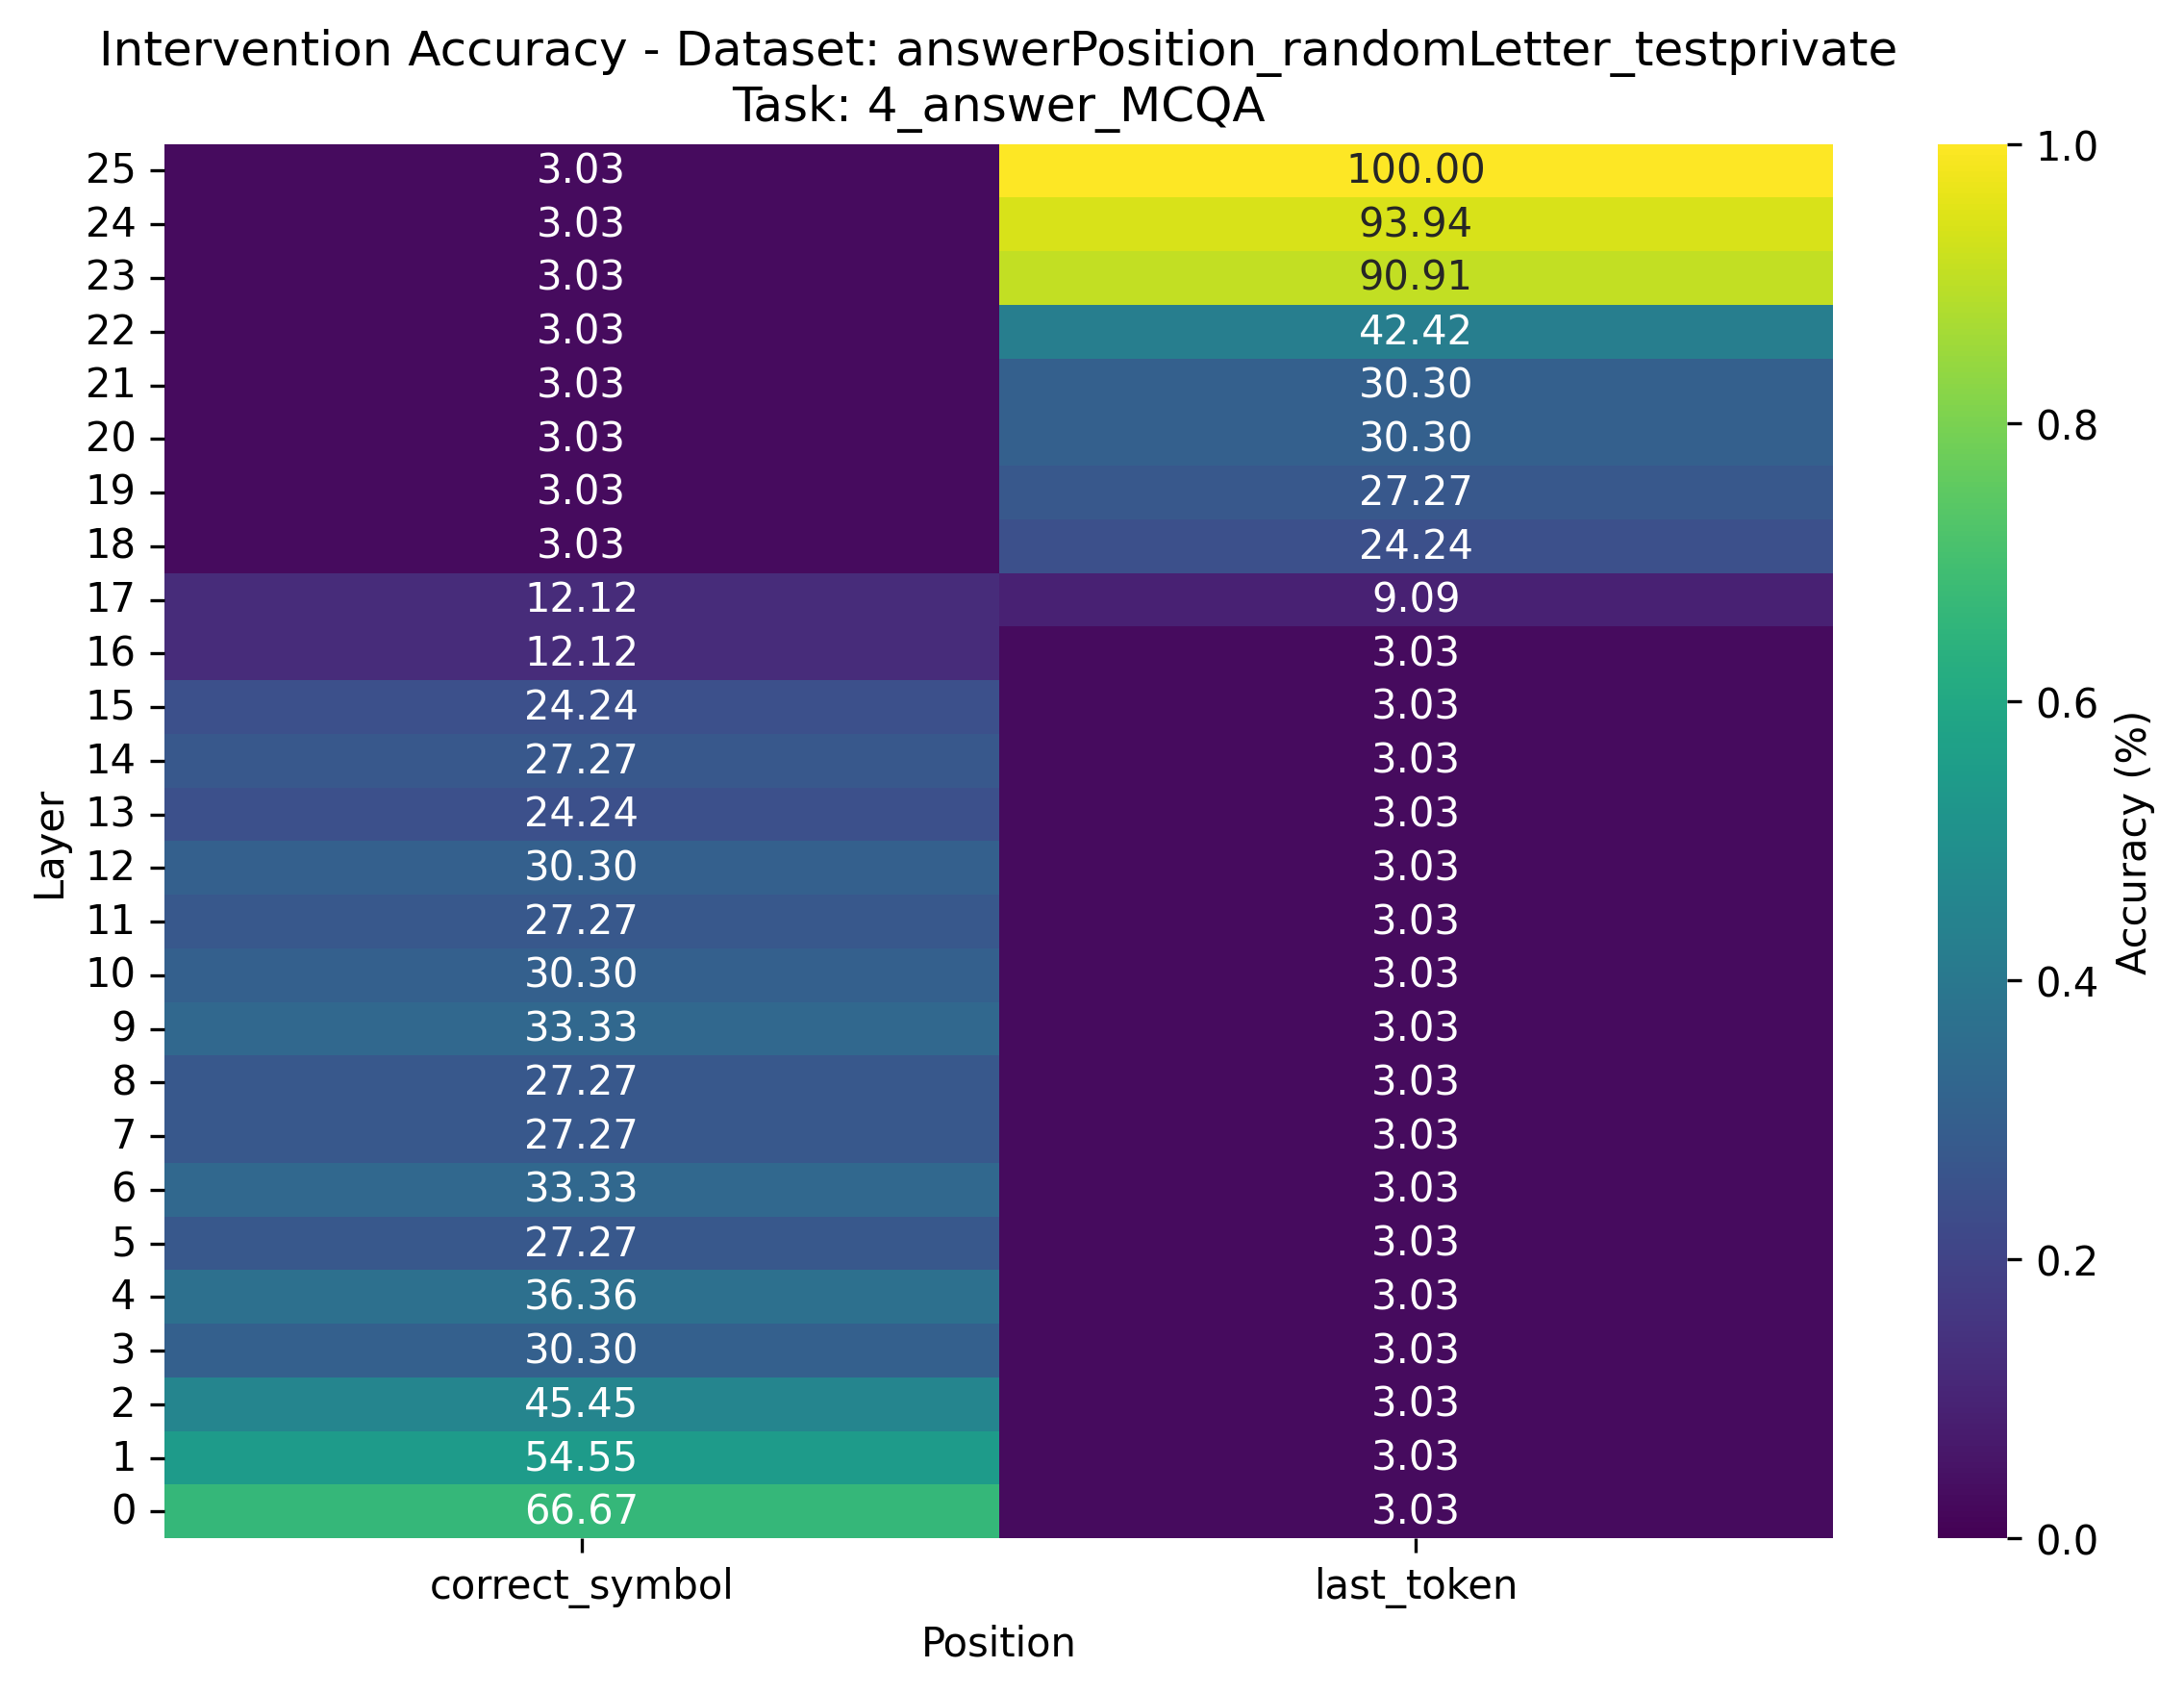 Intervention Accuracy - Dataset: answerPosition_randomLetter_testprivate
Task: 4_answer_MCQA
25 3.03 100.00
24 3.03 93.94
23 3.03 90.91
22 3.03 42.42
21 3.03 30.30
20 3.03 30.30
19 3.03 27.27
18 3.03 24.24
17 12.12 9.09
16 12.12 3.03
15 24.24 3.03
14 27.27 3.03
13 24.24 3.03
12 30.30 3.03
11 27.27 3.03
10 30.30 3.03
9 33.33 3.03
8 27.27 3.03
7 27.27 3.03
6 33.33 3.03
5 27.27 3.03
4 36.36 3.03
3 30.30 3.03
2 45.45 3.03
1 54.55 3.03
0 66.67 3.03
correct_symbol last_token
Position
Layer
1.0
0.8
0.6
0.4
0.2
0.0
Accuracy (%)